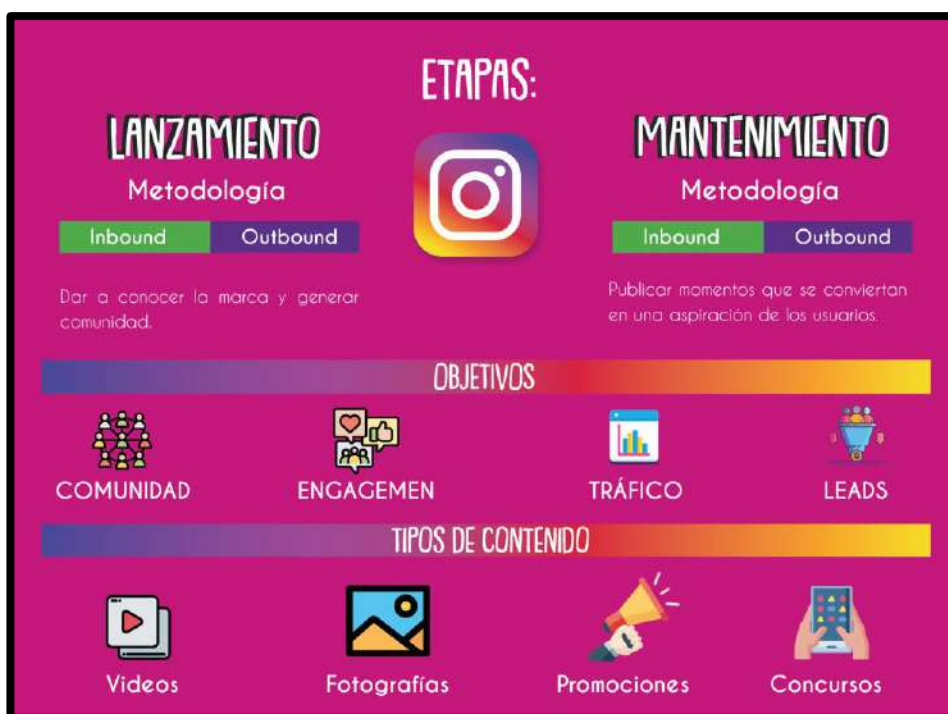 ETAPAS:
LANZAMIENTO
Metodología
Inbound Outbound
Dar a conocer la marca y generar
comunidad.
MANTENIMIENTO
Metodología
Inbound Outbound
Publicar momentos que se conviertan
en una aspiración de los usuarios.
OBJETIVOS
COMUNIDAD ENGAGEMEN TRÁFICO LEADS
TIPOS DE CONTENIDO
Videos Fotografías Promociones Concursos